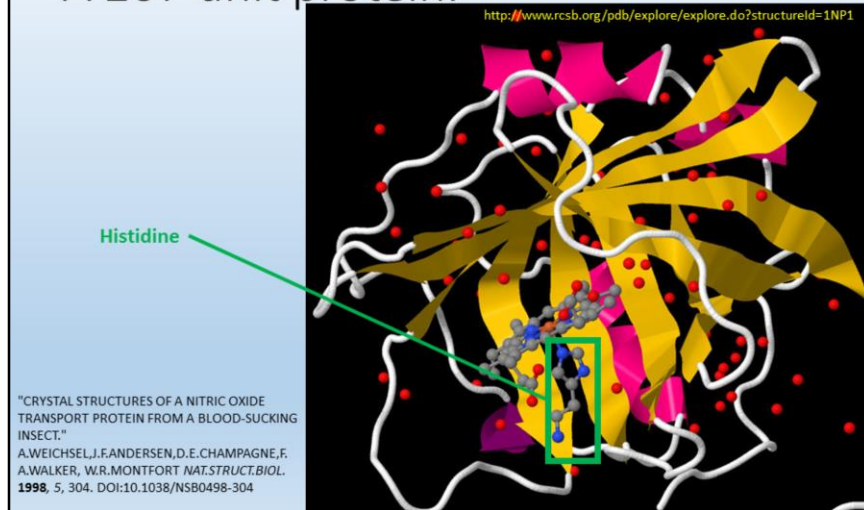 unit protein.
http://www.rcsb.org/pdb/explore/explore.do?structureId=1NP1
Histidine
"CRYSTAL STRUCTURES OF A NITRIC OXIDE
TRANSPORT PROTEIN FROM A BLOOD-SUCKING
INSECT."
A.WEICHSEL,J.F.ANDERSEN,D.E.CHAMPAGNE,F.
A.WALKER, W.R.MONTFORT NAT.STRUCT.BIOL.
1998, 5, 304. DOI:10.1038/NSB0498-304